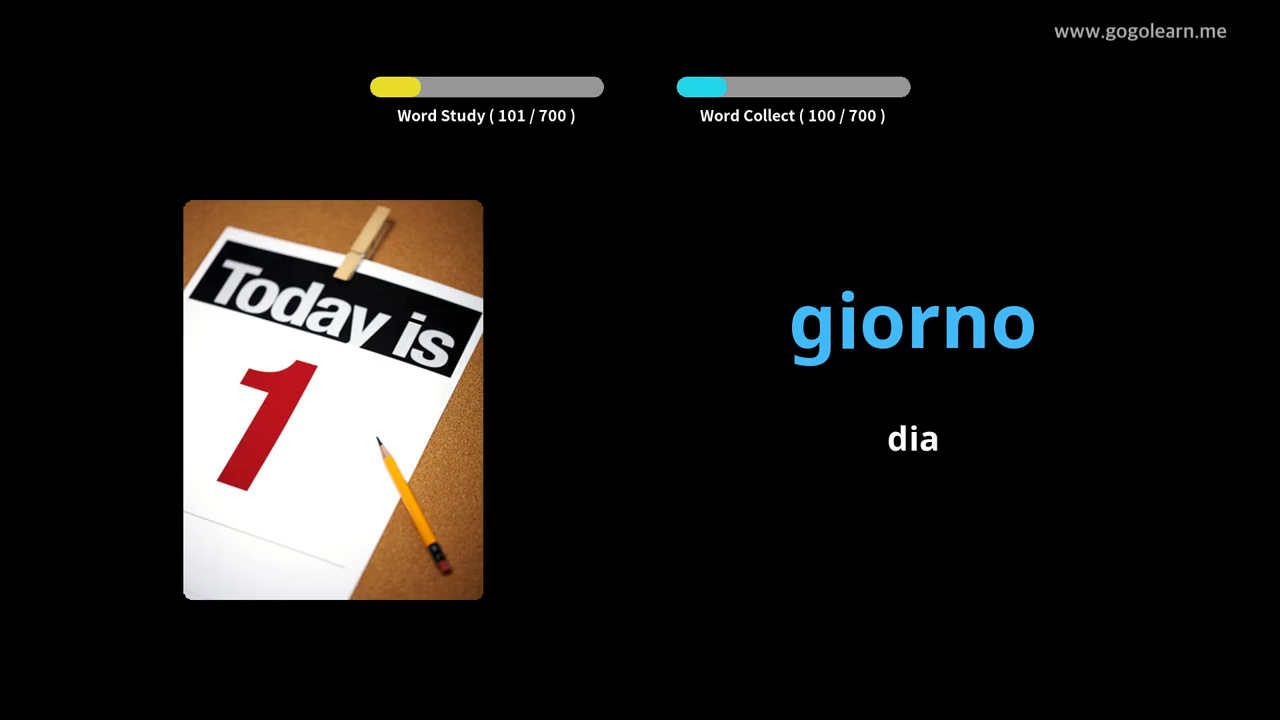 www.gogolearn.me
Word Study ( 101 / 700 )
Word Collect ( 100 / 700 )
Today is
1
giorno
dia